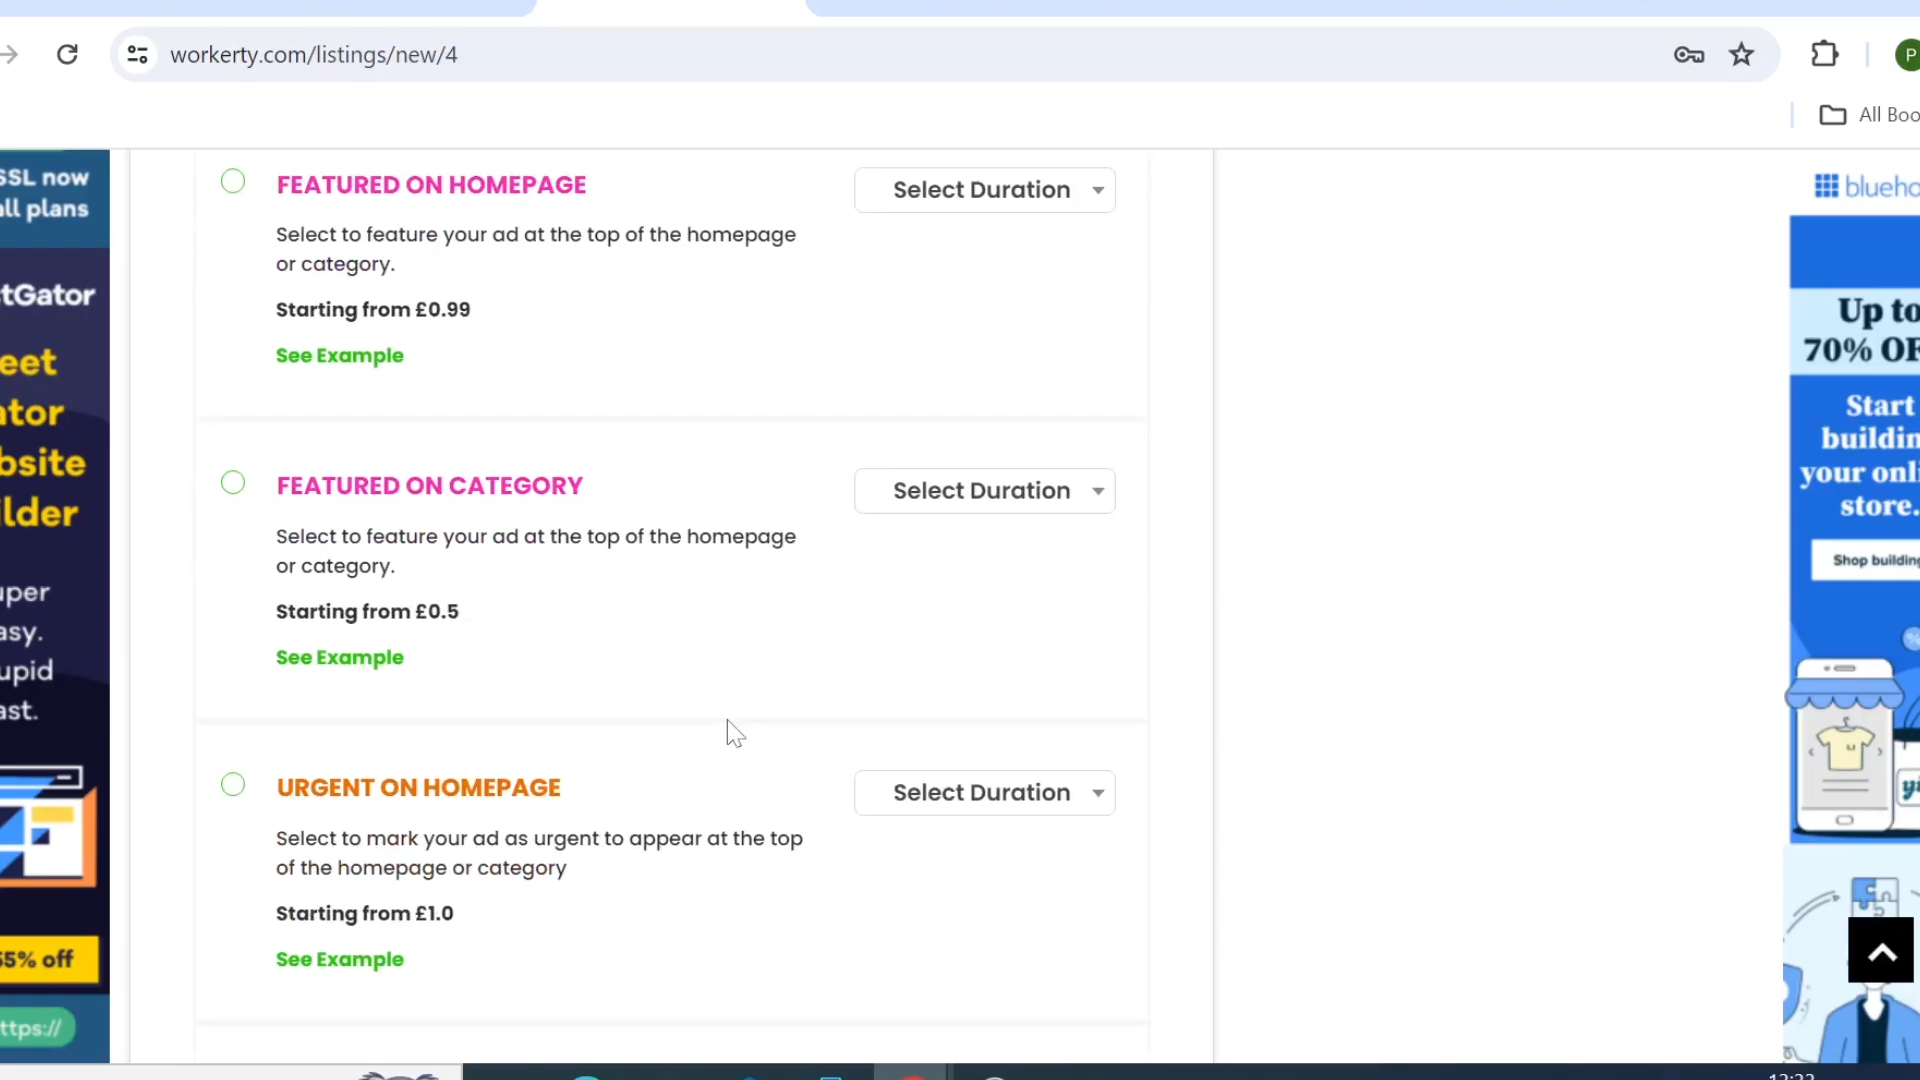 workerty.com/listings/new/4
P
All Boo
SSL now
all plans
FEATURED ON HOMEPAGE
Select Duration
Select to feature your ad at the top of the homepage
or category.
Starting from £0.99
See Example
FEATURED ON CATEGORY
Select Duration
Select to feature your ad at the top of the homepage
or category.
Starting from £0.5
See Example
URGENT ON HOMEPAGE
Select Duration
Select to mark your ad as urgent to appear at the top
of the homepage or category
Starting from £1.0
See Example
tGator
eet
ator
bsite
ilder
uper
asy.
upid
ast.
55% off
ttps://
blueho
Up to
70% OF
Start
buildin
your onli
store.
Shop building